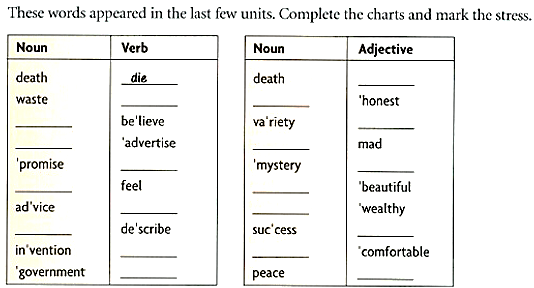 These words appeared in the last few units. Complete the charts and mark the stress.
Noun Verb
death die
waste
be'lieve
'advertise
'promise
feel
ad'vice
de'scribe
in'vention
'government
Noun Adjective
death
'honest
va'riety
mad
'mystery
'beautiful
'wealthy
suc'cess
'comfortable
peace